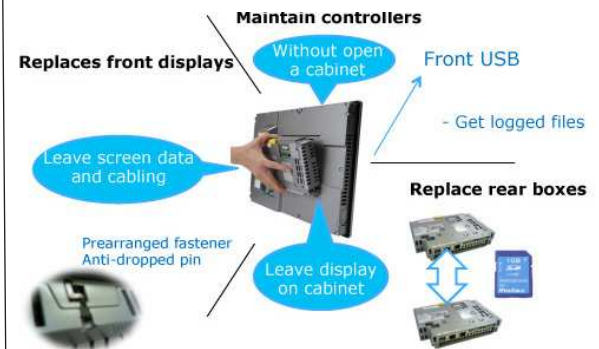 Maintain controllers
Without open
a cabinet
Replaces front displays
Front USB
- Get logged files
Leave screen data
and cabling
Replace rear boxes
Prearranged fastener
Anti-dropped pin
Leave display
on cabinet
1GB